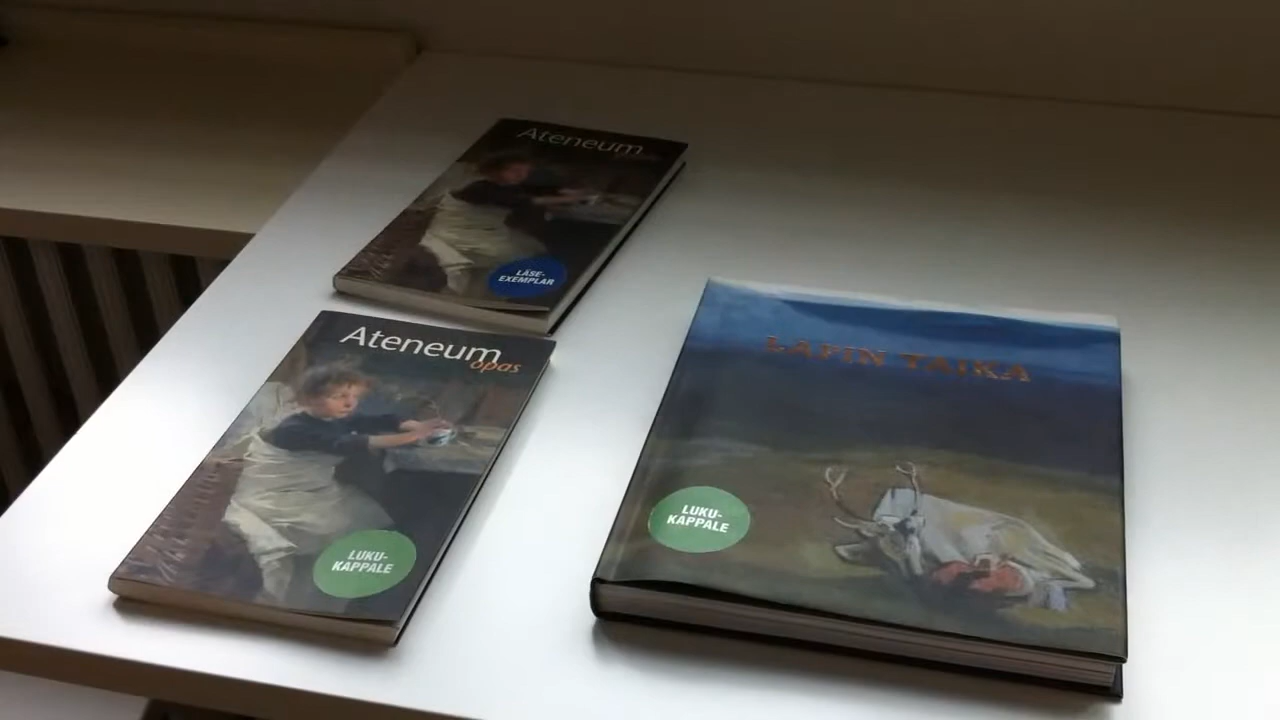 Ateneum
LÄSE-
EXEMPLAR
Ateneum
opas
LUKU-
KAPPALE
LAPIN TAIKA
LUKU-
KAPPALE